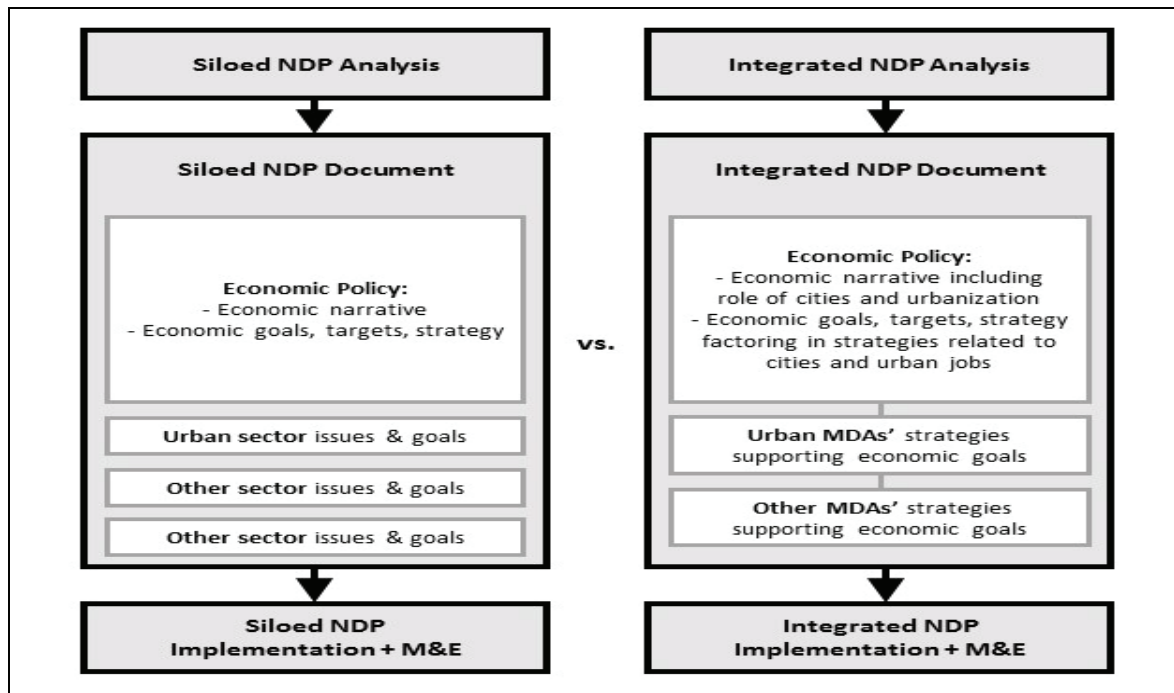 Siloed NDP Analysis
Siloed NDP Document
Economic Policy:
- Economic narrative
- Economic goals, targets, strategy
Urban sector issues & goals
Other sector issues & goals
Other sector issues & goals
Siloed NDP
Implementation + M&E
vs.
Integrated NDP Analysis
Integrated NDP Document
Economic Policy:
- Economic narrative including
role of cities and urbanization
- Economic goals, targets, strategy
factoring in strategies related to
cities and urban jobs
Urban MDAs’ strategies
supporting economic goals
Other MDAs’ strategies
supporting economic goals
Integrated NDP
Implementation + M&E